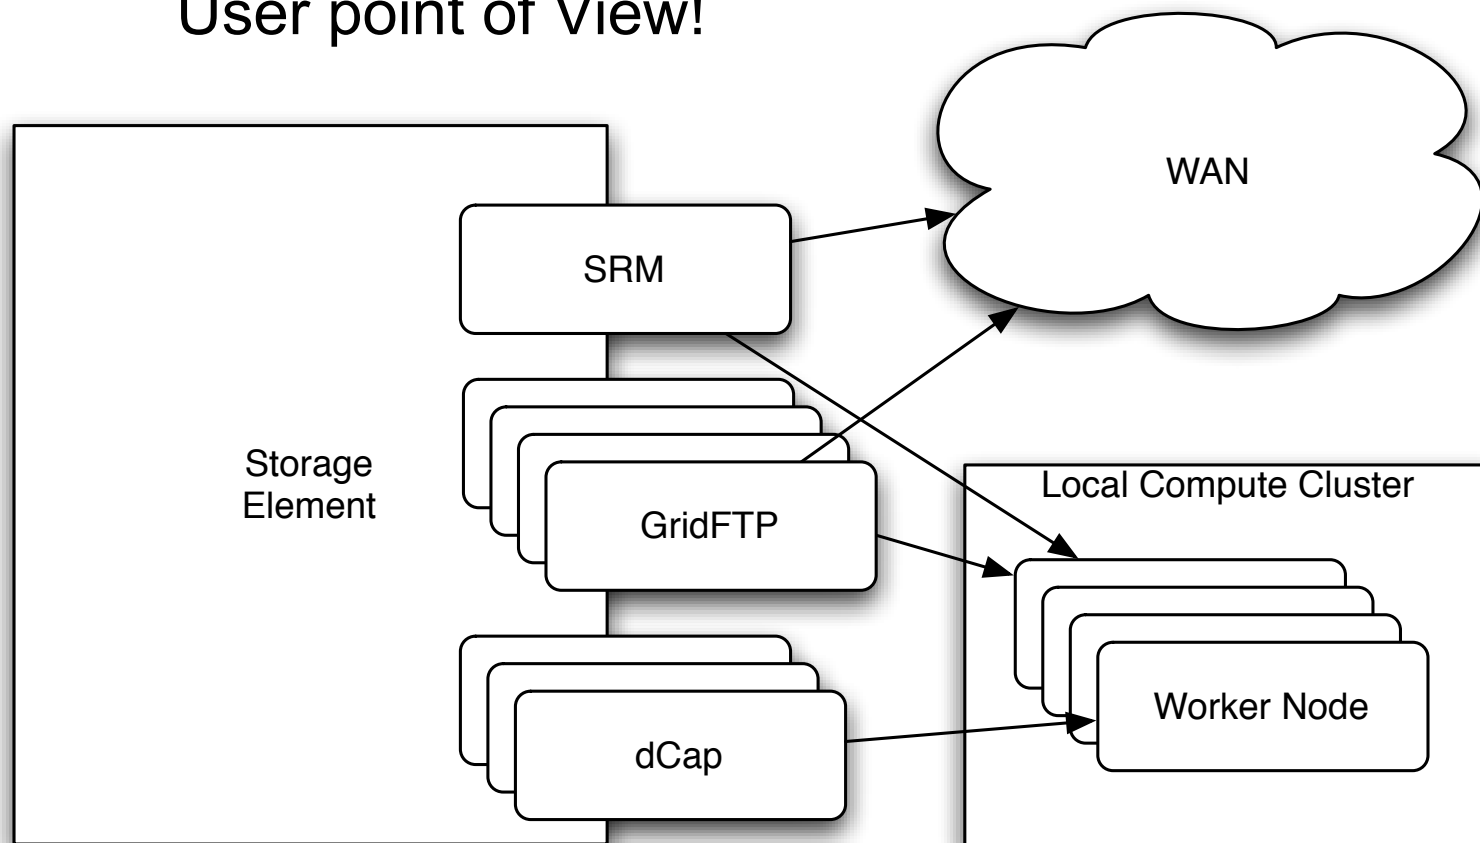 User point of View!
WAN
SRM
Storage
Element
GridFTP
Local Compute Cluster
Worker Node
dCap